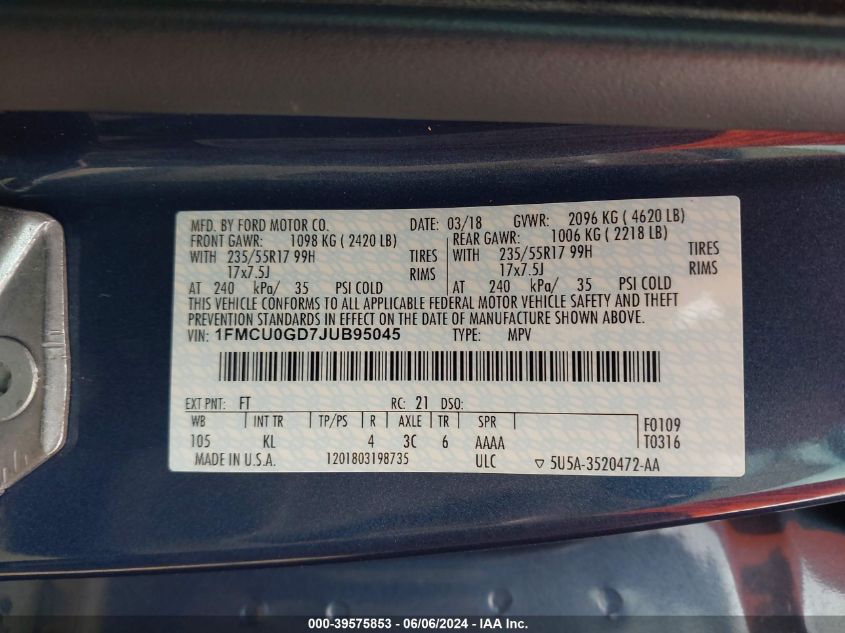 MFD. BY FORD MOTOR CO. DATE: 03/18 GVWR: 2096 KG ( 4620 LB)
FRONT GAWR: 1098 KG ( 2420 LB) REAR GAWR: 1006 KG ( 2218 LB)
WITH 235/55R17 99H TIRES WITH 235/55R17 99H TIRES
17x7.5J RIMS 17x7.5J RIMS
AT 240 kPa/ 35 PSI COLD AT 240 kPa/ 35 PSI COLD
THIS VEHICLE CONFORMS TO ALL APPLICABLE FEDERAL MOTOR VEHICLE SAFETY AND THEFT
PREVENTION STANDARDS IN EFFECT ON THE DATE OF MANUFACTURE SHOWN ABOVE.
VIN: 1FMCU0GD7JUB95045 TYPE: MPV
EXT PNT: FT RC: 21 DSO:
WB INT TR TP/PS R AXLE TR SPR F0109
105 KL 4 3C 6 AAAA T0316
MADE IN U.S.A. 1201803198735 ULC 5U5A-3520472-AA
000-39575853 - 06/06/2024 - COPYRIGHT IAA, INC.